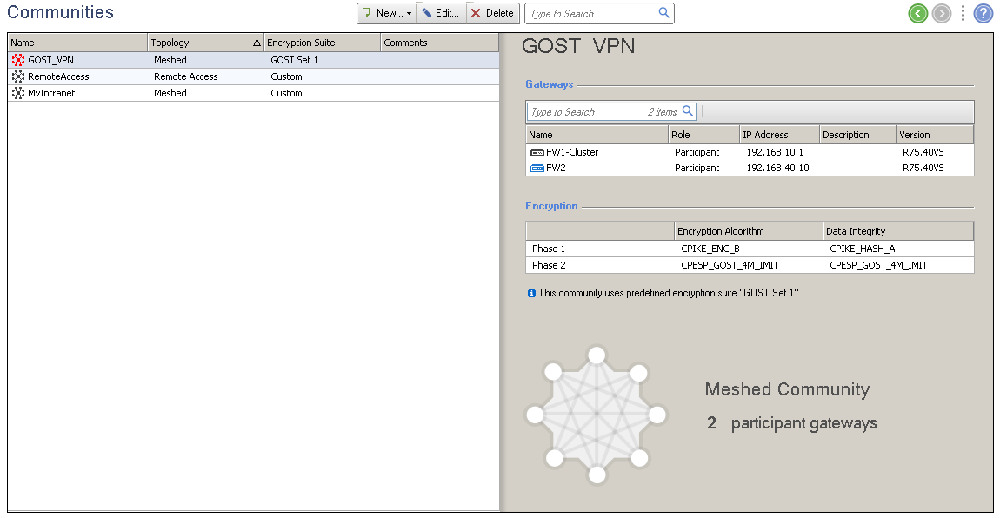 Communities
New... Edit... Delete Type to Search
Name Topology Encryption Suite Comments
GOST_VPN Meshed GOST Set 1
RemoteAccess Remote Access Custom
MyIntranet Meshed Custom
GOST_VPN
Gateways
Type to Search 2 items
Name Role IP Address Description Version
FW1-Cluster Participant 192.168.10.1 R75.40VS
FW2 Participant 192.168.40.10 R75.40VS
Encryption
Encryption Algorithm Data Integrity
Phase 1 CPIKE_ENC_B CPIKE_HASH_A
Phase 2 CPESP_GOST_4M_IMIT CPESP_GOST_4M_IMIT
This community uses predefined encryption suite "GOST Set 1".
Meshed Community
2 participant gateways